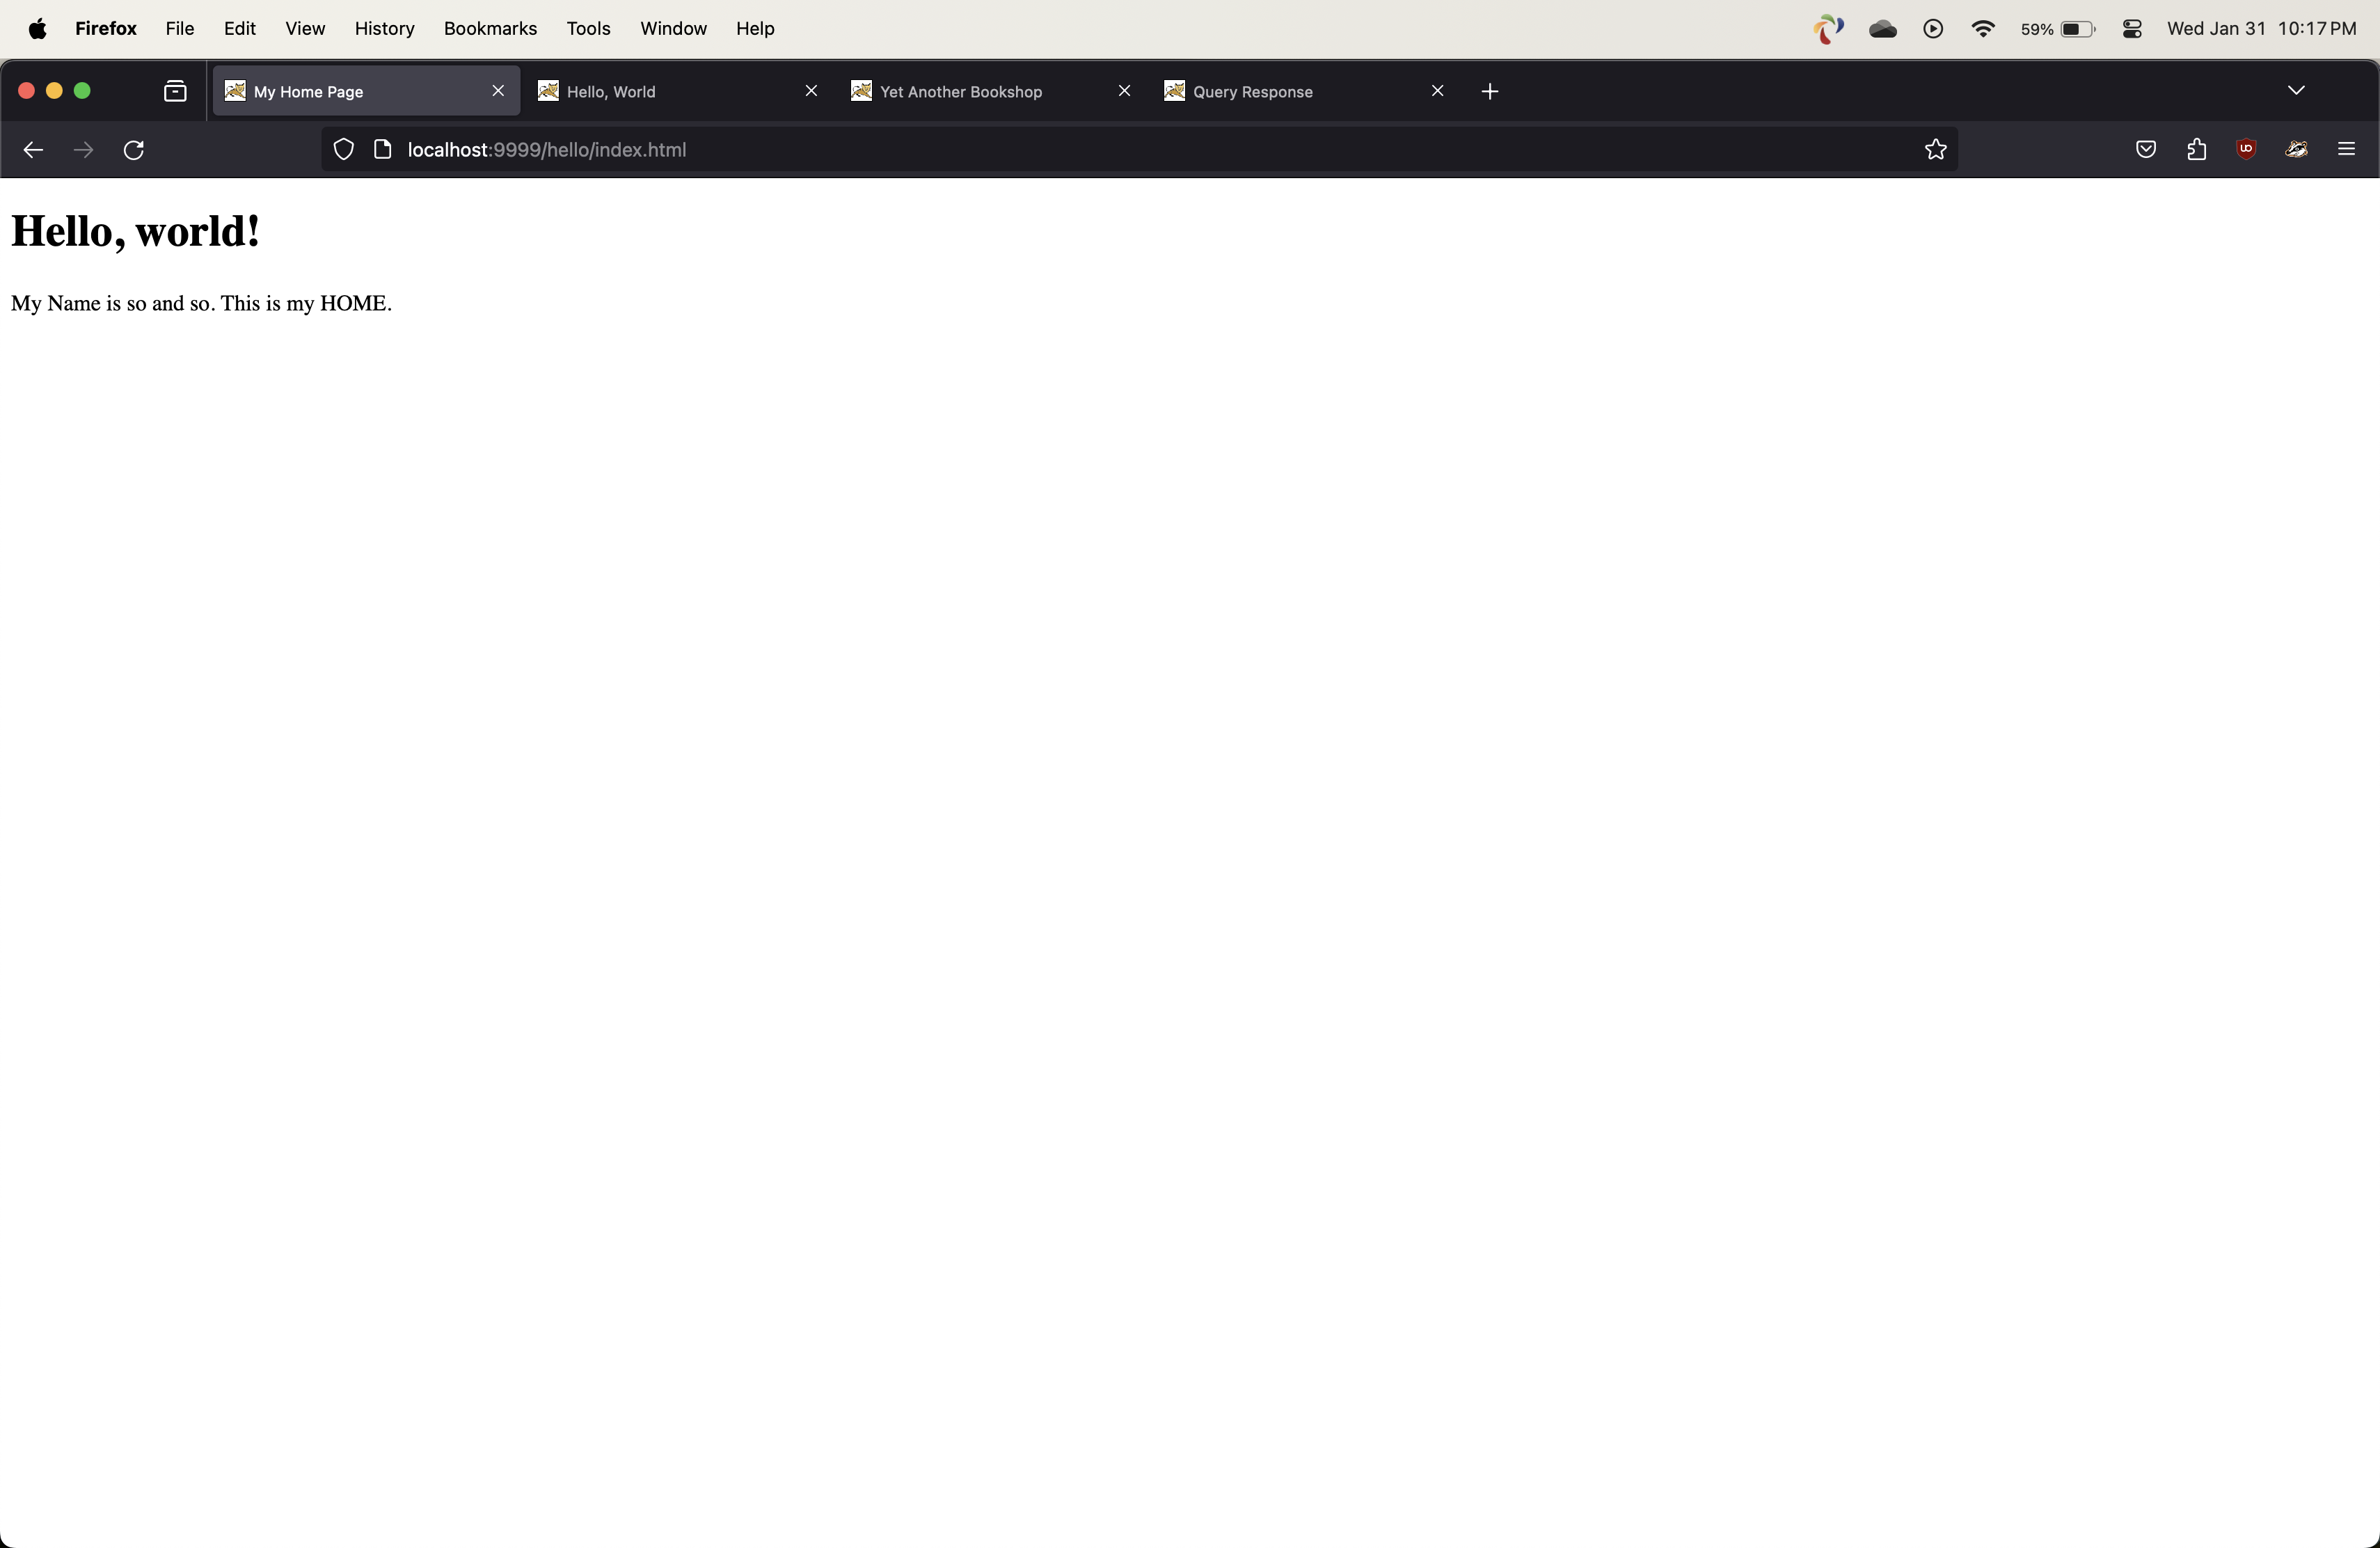 Firefox File Edit View History Bookmarks Tools Window Help 59% Wed Jan 31 10:17 PM
My Home Page Hello, World Yet Another Bookshop Query Response
localhost:9999/hello/index.html
Hello, world!
My Name is so and so. This is my HOME.